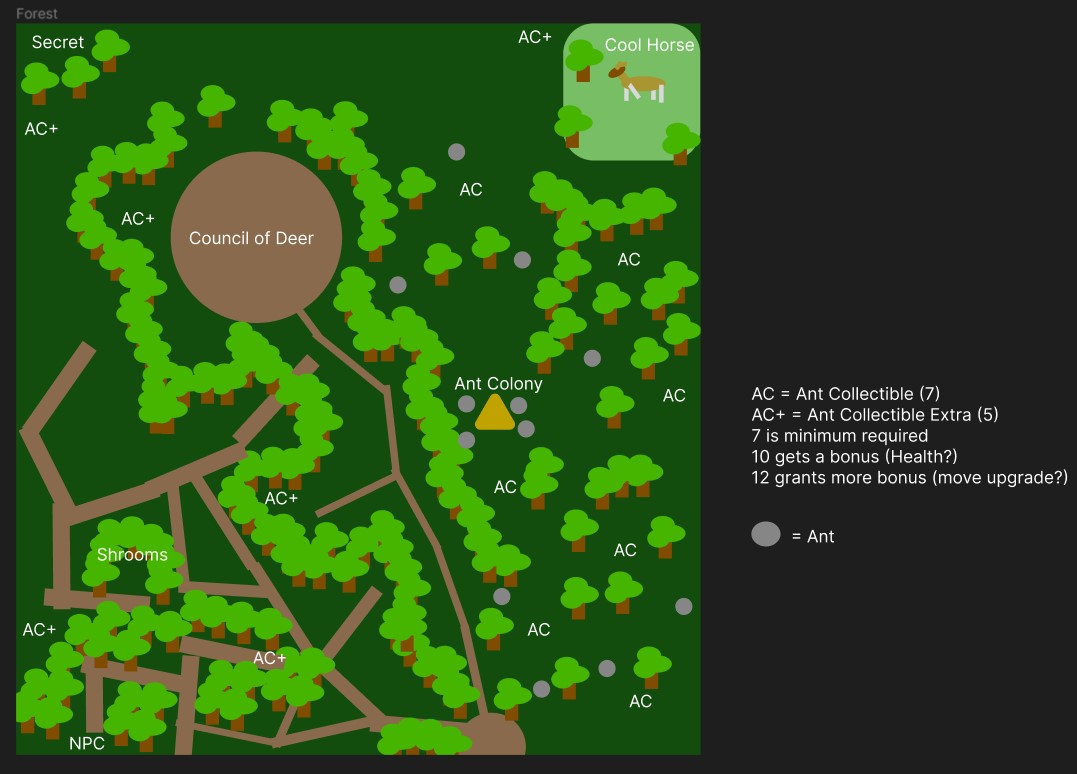 Forest
Secret
AC+
Cool Horse
AC+
AC
AC+
Council of Deer
AC
Ant Colony
AC
AC = Ant Collectible (7)
AC+ = Ant Collectible Extra (5)
7 is minimum required
10 gets a bonus (Health?)
12 grants more bonus (move upgrade?)
AC
AC+
= Ant
AC
Shrooms
AC+
AC
AC+
AC
NPC